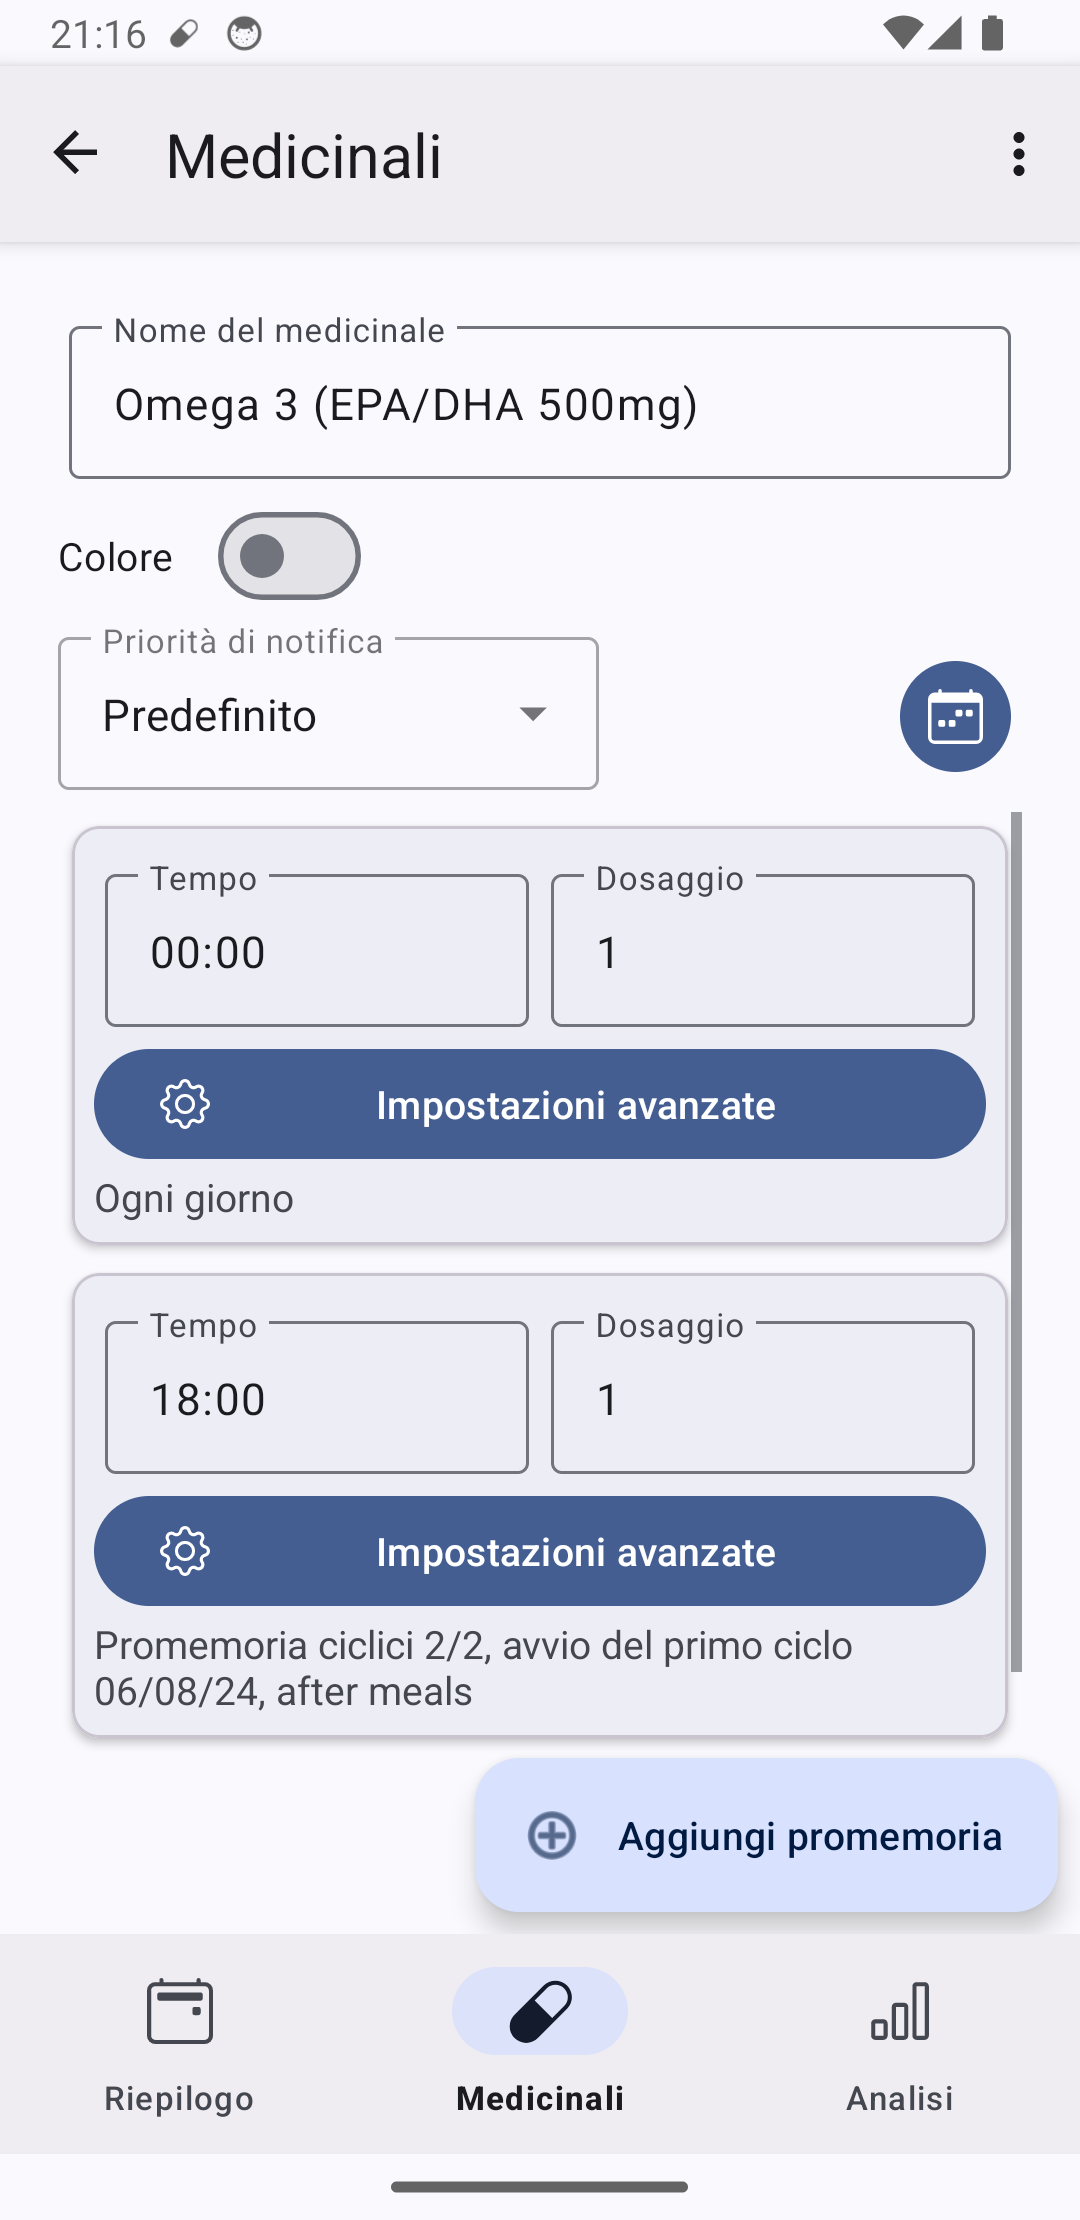 21:16
Medicinali
Nome del medicinale
Omega 3 (EPA/DHA 500mg)
Colore
Priorità di notifica
Predefinito
Tempo
00:00
Dosaggio
1
Impostazioni avanzate
Ogni giorno
Tempo
18:00
Dosaggio
1
Impostazioni avanzate
Promemoria ciclici 2/2, avvio del primo ciclo
06/08/24, after meals
Aggiungi promemoria
Riepilogo
Medicinali
Analisi